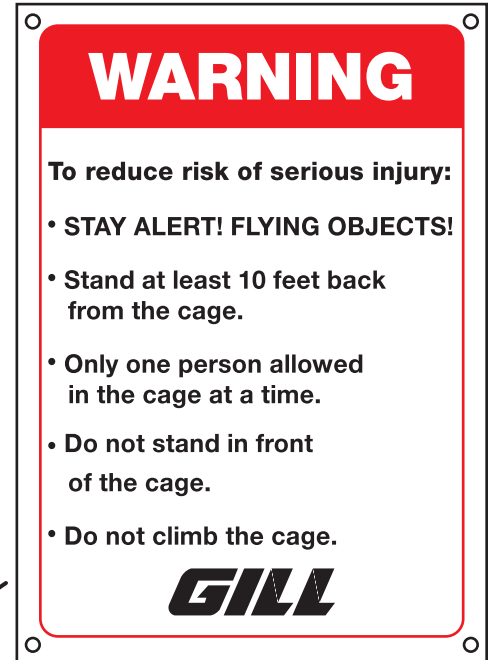 WARNING
To reduce risk of serious injury:
• STAY ALERT! FLYING OBJECTS!
• Stand at least 10 feet back
from the cage.
• Only one person allowed
in the cage at a time.
• Do not stand in front
of the cage.
• Do not climb the cage.
GILL